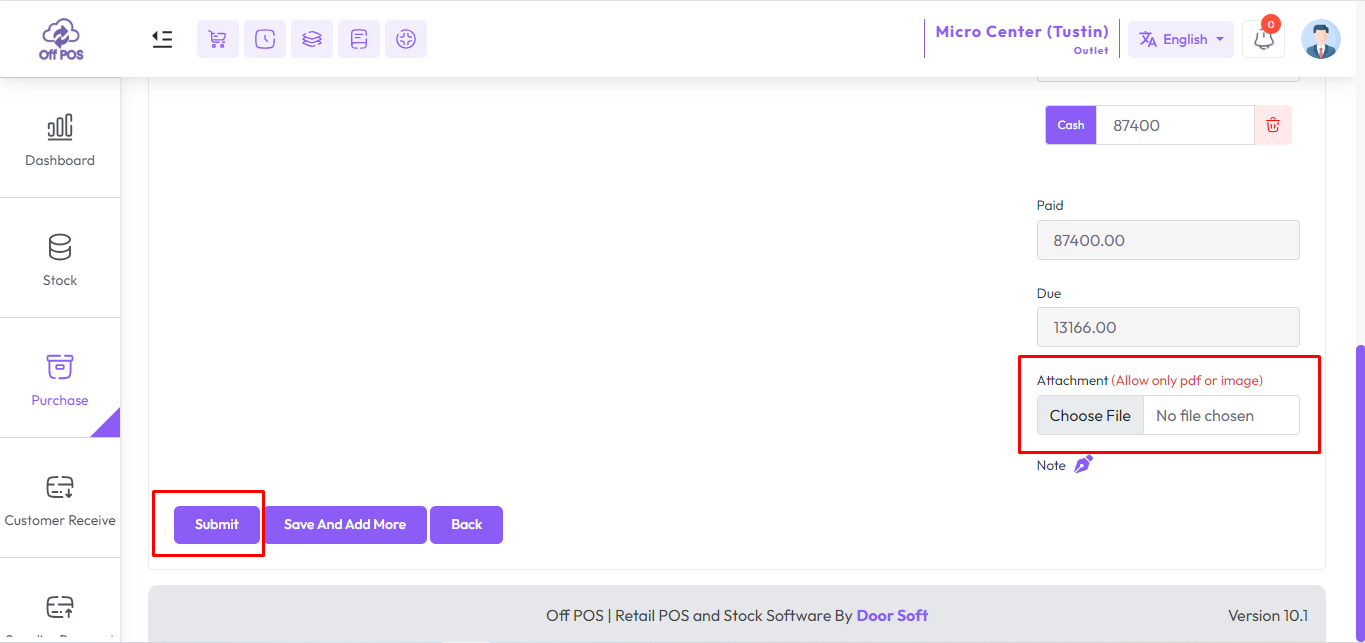 Off POS
Micro Center (Tustin)
Outlet
English
0
Dashboard
Stock
Purchase
Customer Receive
Cash
87400
Paid
87400.00
Due
13166.00
Attachment (Allow only pdf or image)
Choose File No file chosen
Note
Submit Save And Add More Back
Off POS | Retail POS and Stock Software By Door Soft
Version 10.1